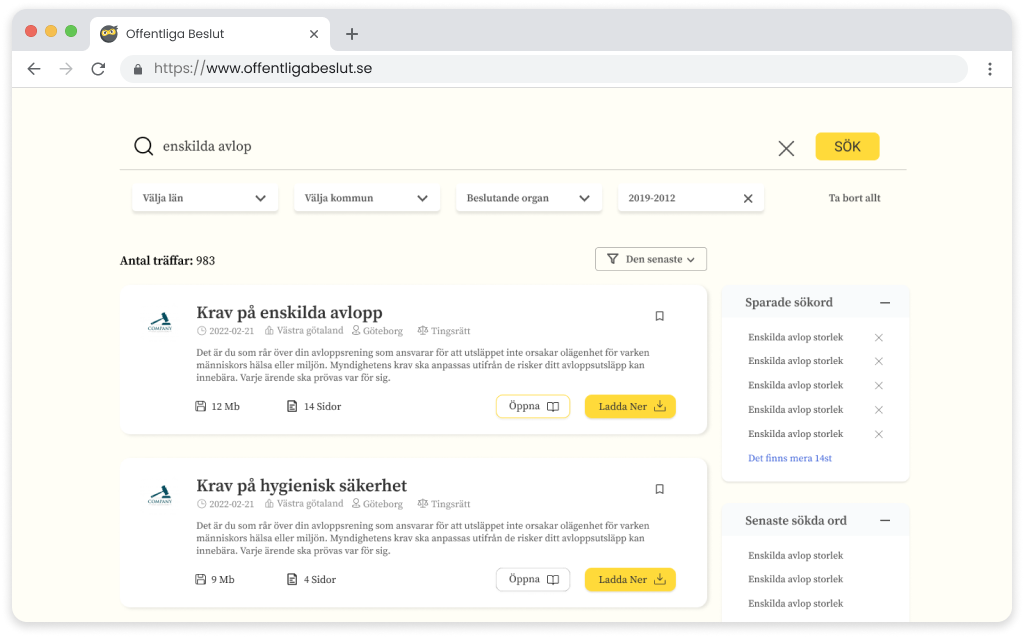 Offentliga Beslut
https://www.offentligabeslut.se
enskilda avlop
SÖK
Välja län
Välja kommun
Beslutande organ
2019-2012
Ta bort allt
Antal träffar: 983
Den senaste
COMPANY
Krav på enskilda avlopp
2022-02-21 Västra götaland Göteborg Tingsrätt
Det är du som rår över din avloppsrening som ansvarar för att utsläppet inte orsakar olägenhet för varken
människors hälsa eller miljön. Myndighetens krav ska anpassas utifrån de risker ditt avloppsutsläpp kan
innebära. Varje ärende ska prövas var för sig.
12 Mb
14 Sidor
Öppna
Ladda Ner
COMPANY
Krav på hygienisk säkerhet
2022-02-21 Västra götaland Göteborg Tingsrätt
Det är du som rår över din avloppsrening som ansvarar för att utsläppet inte orsakar olägenhet för varken
människors hälsa eller miljön. Myndighetens krav ska anpassas utifrån de risker ditt avloppsutsläpp kan
innebära. Varje ärende ska prövas var för sig.
9 Mb
4 Sidor
Öppna
Ladda Ner
Sparade sökord
Enskilda avlop storlek
Enskilda avlop storlek
Enskilda avlop storlek
Enskilda avlop storlek
Enskilda avlop storlek
Det finns mera 14st
Senaste sökda ord
Enskilda avlop storlek
Enskilda avlop storlek
Enskilda avlop storlek